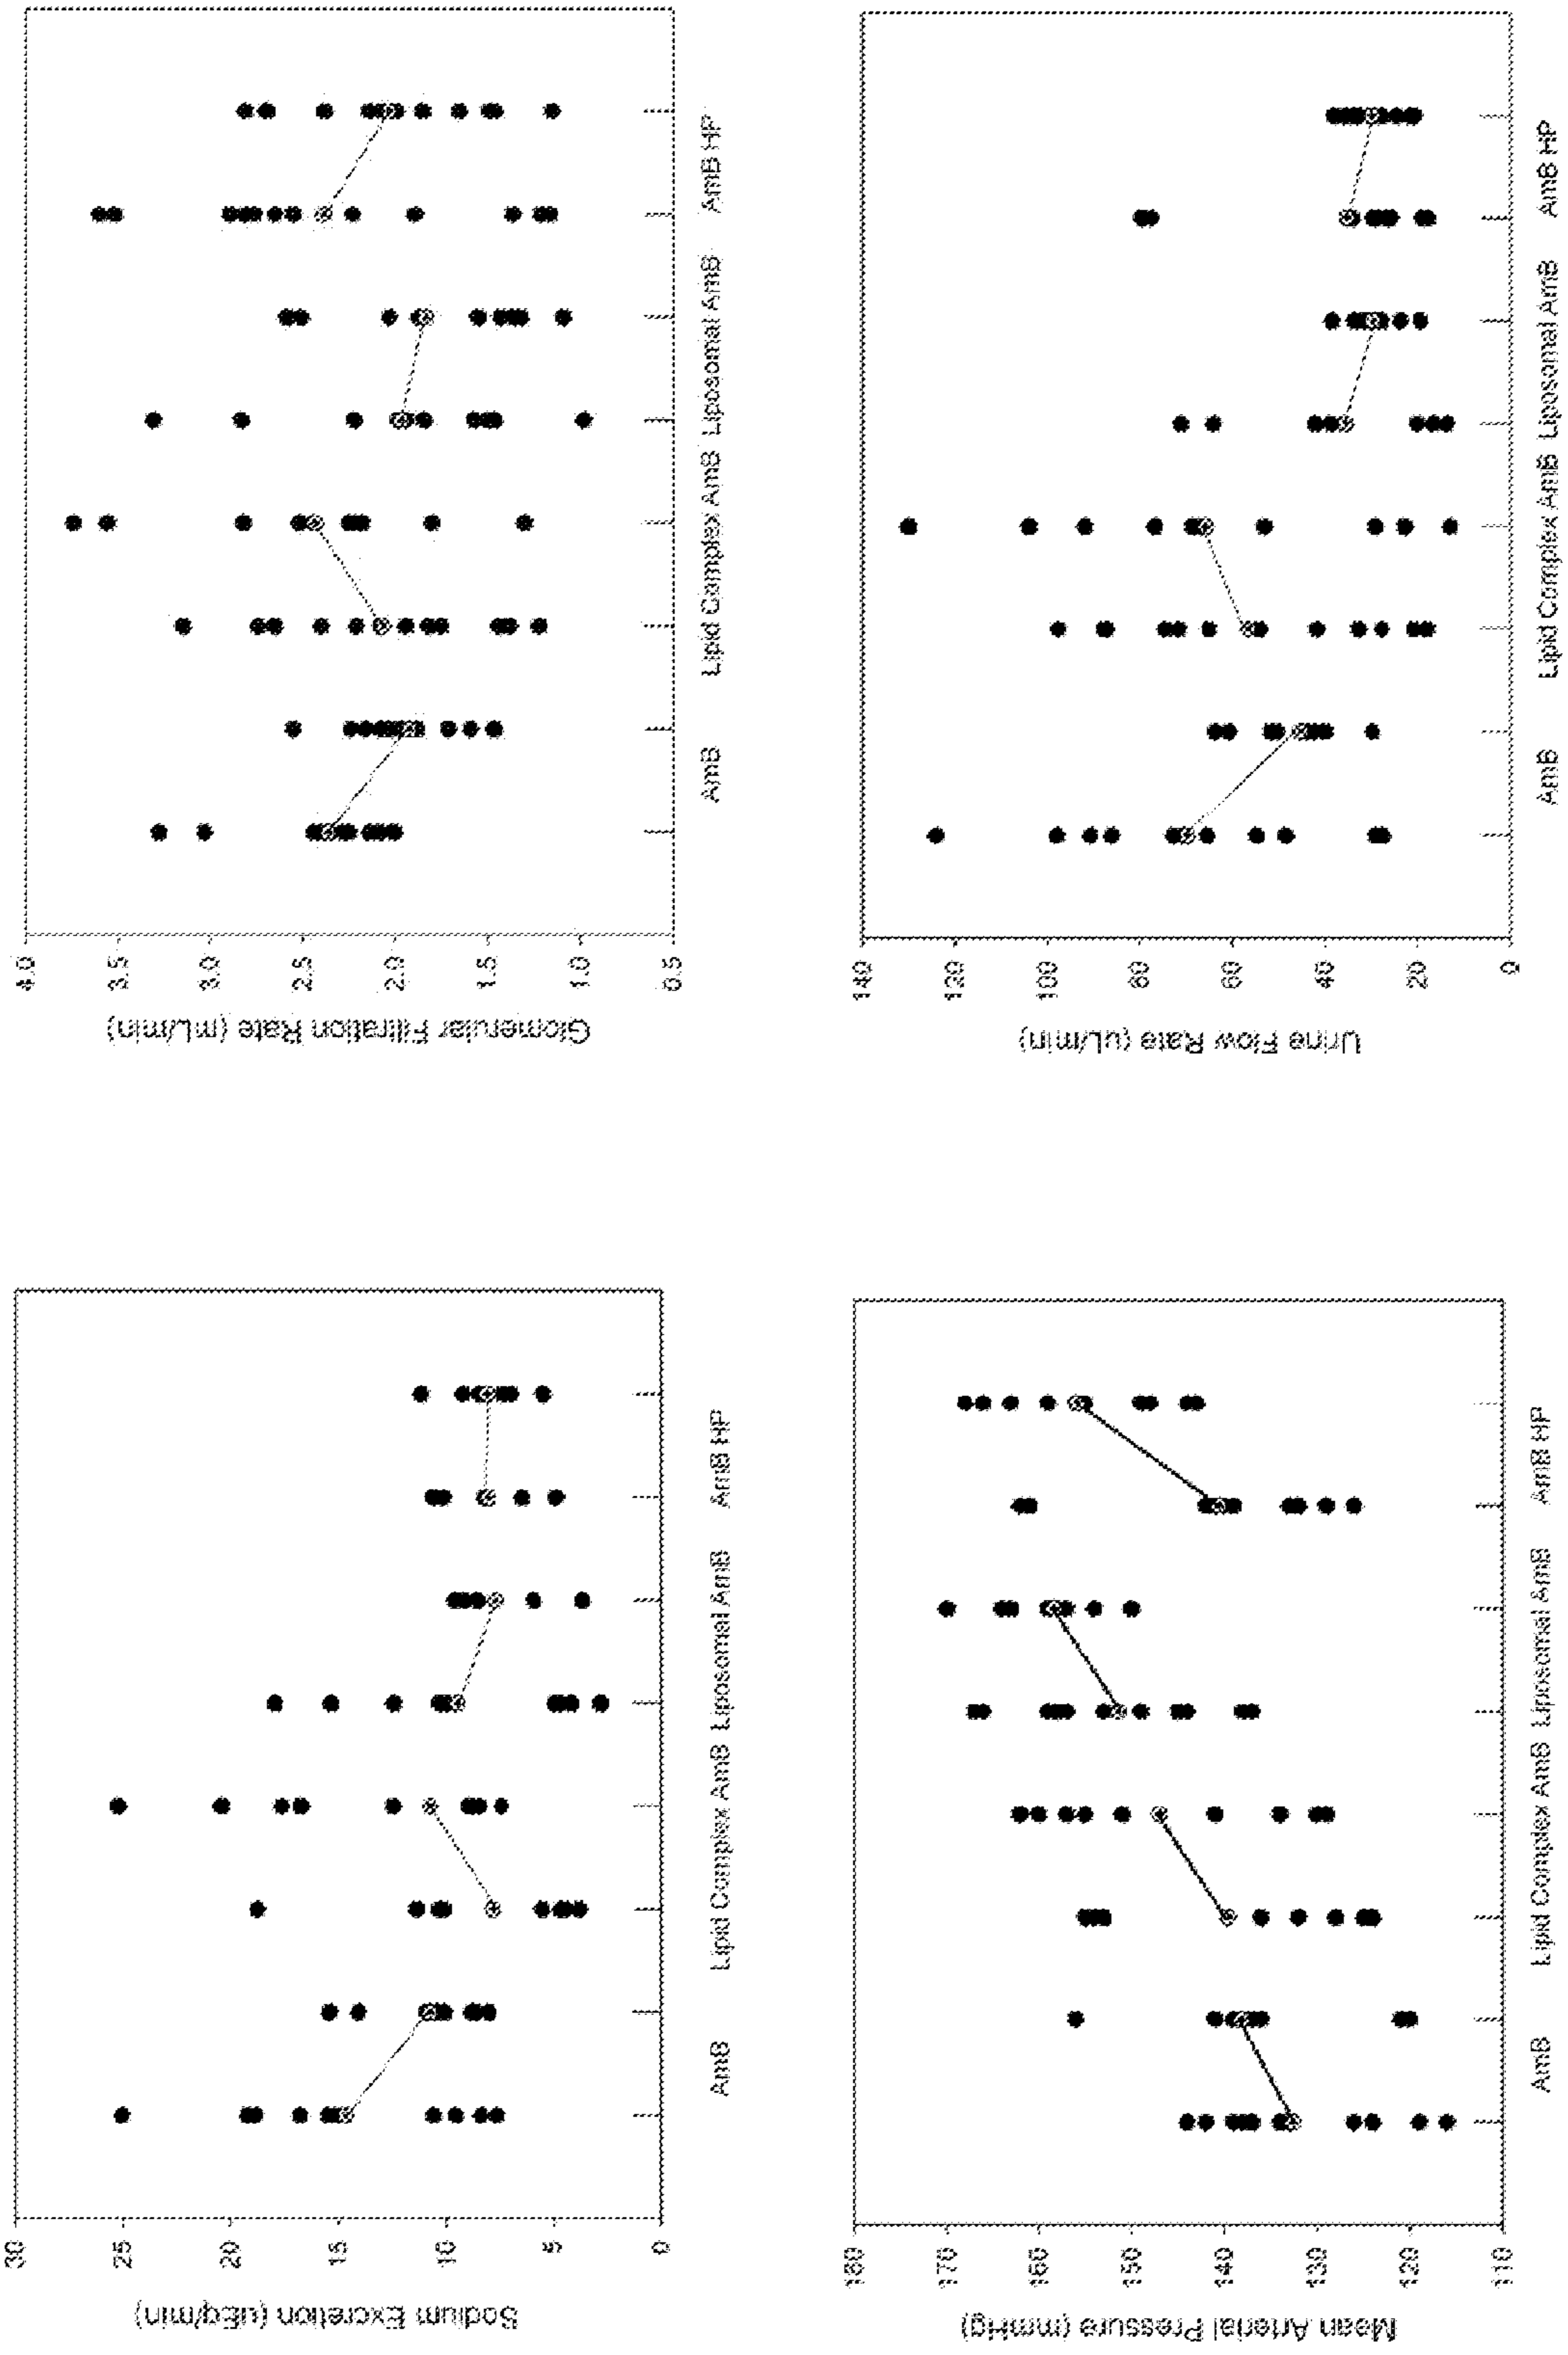 Sodium Excretion (uEq/min)
30
25
20
15
10
5
0
AmB
Lipid Complex AmB
Liposomal AmB
AmB HP
Glomerular Filtration Rate (mL/min)
4.0
3.5
3.0
2.5
2.0
1.5
1.0
0.5
AmB
Lipid Complex AmB
Liposomal AmB
AmB HP
Mean Arterial Pressure (mmHg)
180
170
160
150
140
130
120
110
AmB
Lipid Complex AmB
Liposomal AmB
AmB HP
Urine Flow Rate (uL/min)
140
120
100
80
60
40
20
0
AmB
Lipid Complex AmB
Liposomal AmB
AmB HP